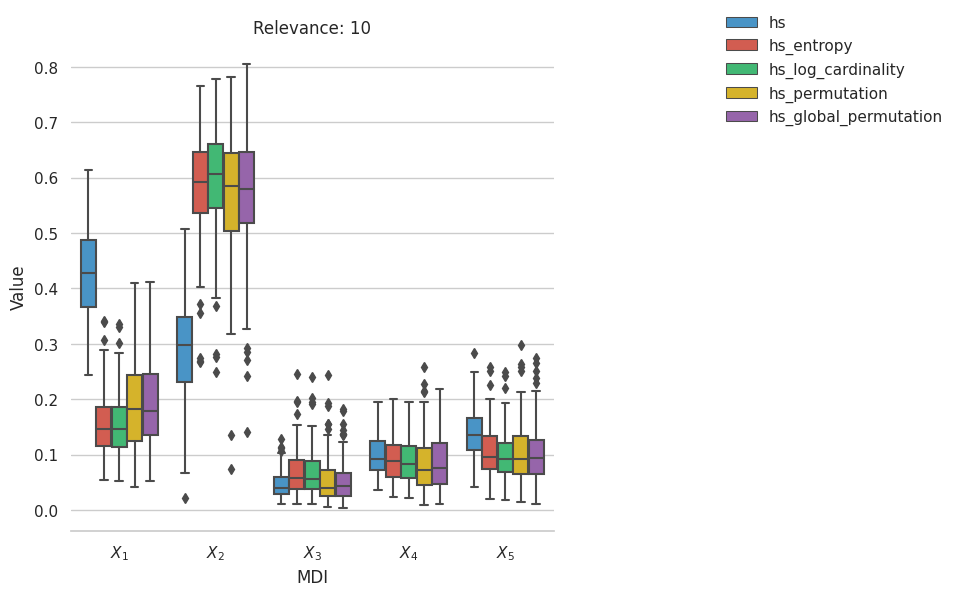 Relevance: 10
hs
hs_entropy
hs_log_cardinality
hs_permutation
hs_global_permutation
Value
0.8
0.7
0.6
0.5
0.4
0.3
0.2
0.1
0.0
X₁ X₂ X₃ X₄ X₅
MDI